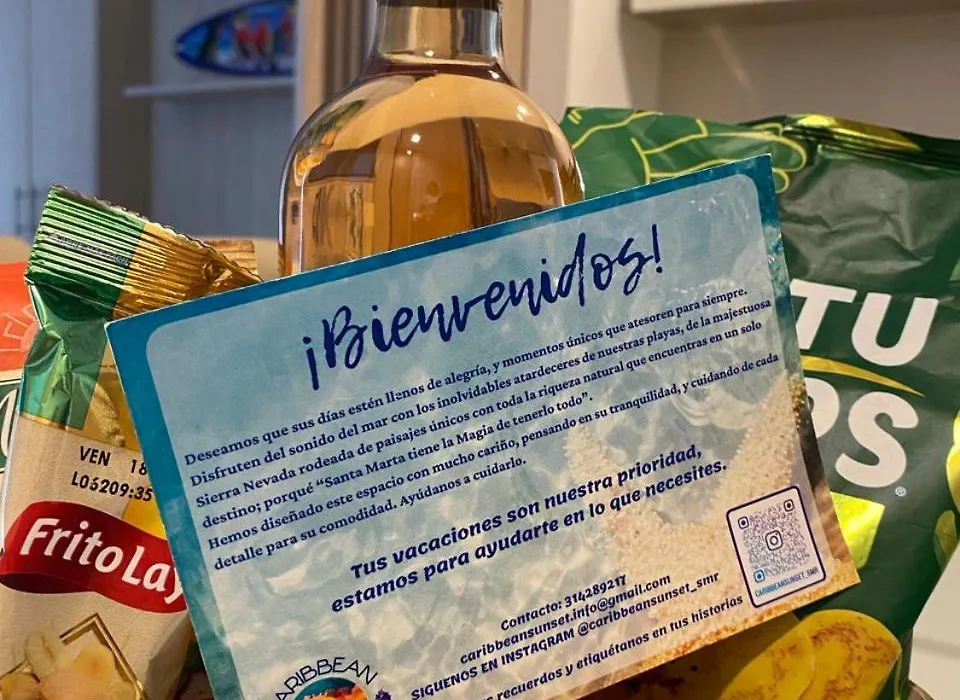 ¡Bienvenidos!
Deseamos que sus días estén llenos de alegría, y momentos únicos que atesoren para siempre.
Disfruten del sonido del mar con los inolvidables atardeceres de nuestras playas, de la majestuosa
Sierra Nevada rodeada de paisajes únicos con toda la riqueza natural que encuentras en un solo
destino; porqué “Santa Marta tiene la Magia de tenerlo todo”.
Hemos diseñado este espacio con mucho cariño, pensando en su tranquilidad, y cuidando de cada
detalle para su comodidad. Ayúdanos a cuidarlo.
Tus vacaciones son nuestra prioridad,
estamos para ayudarte en lo que necesites.
Contacto: 314289217
caribbeansunset.info@gmail.com
SIGUENOS EN INSTAGRAM @caribbeansunset_smr
recuerdos y etiquétanos en tus historias
CARIBBEANSUNSET_SMR
ARIBBEAN
VEN 18
L06209:35
FritoLay
TU
OS
®